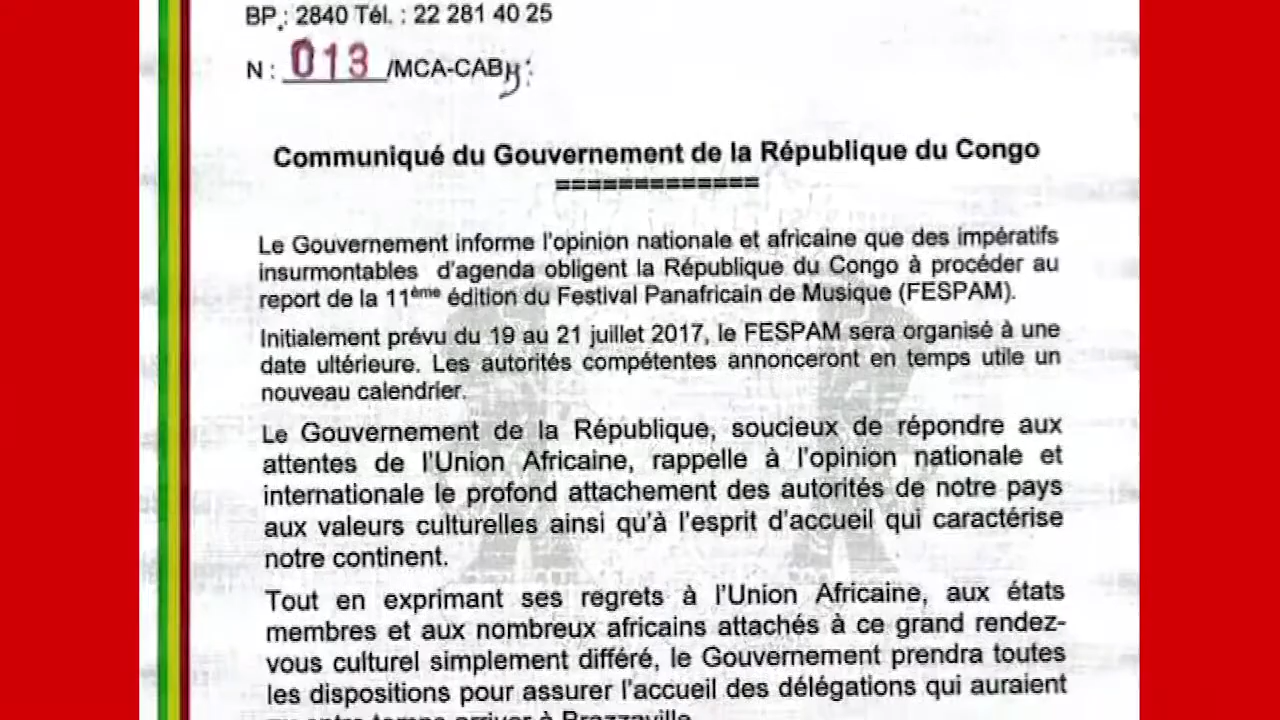 BP : 2840 Tél. : 22 281 40 25
N : 013 /MCA-CAB
Communiqué du Gouvernement de la République du Congo
=============
Le Gouvernement informe l'opinion nationale et africaine que des impératifs
insurmontables d'agenda obligent la République du Congo à procéder au
report de la 11ème édition du Festival Panafricain de Musique (FESPAM).
Initialement prévu du 19 au 21 juillet 2017, le FESPAM sera organisé à une
date ultérieure. Les autorités compétentes annonceront en temps utile un
nouveau calendrier.
Le Gouvernement de la République, soucieux de répondre aux
attentes de l'Union Africaine, rappelle à l'opinion nationale et
internationale le profond attachement des autorités de notre pays
aux valeurs culturelles ainsi qu'à l'esprit d'accueil qui caractérise
notre continent.
Tout en exprimant ses regrets à l'Union Africaine, aux états
membres et aux nombreux africains attachés à ce grand rendez-
vous culturel simplement différé, le Gouvernement prendra toutes
les dispositions pour assurer l'accueil des délégations qui auraient
entre temps arriver à Brazzaville